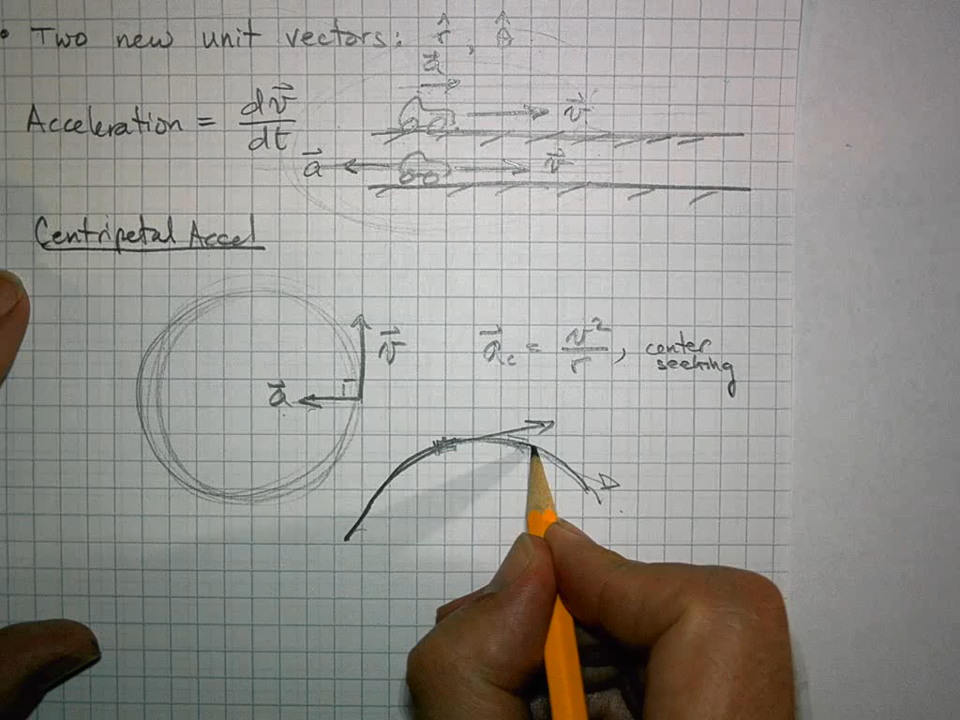 • Two new unit vectors: r̂, θ̂
a⃗
Acceleration = dv⃗/dt
v⃗
a⃗ v⃗
Centripetal Accel
v⃗
a⃗
a⃗c = v²/r, center seeking